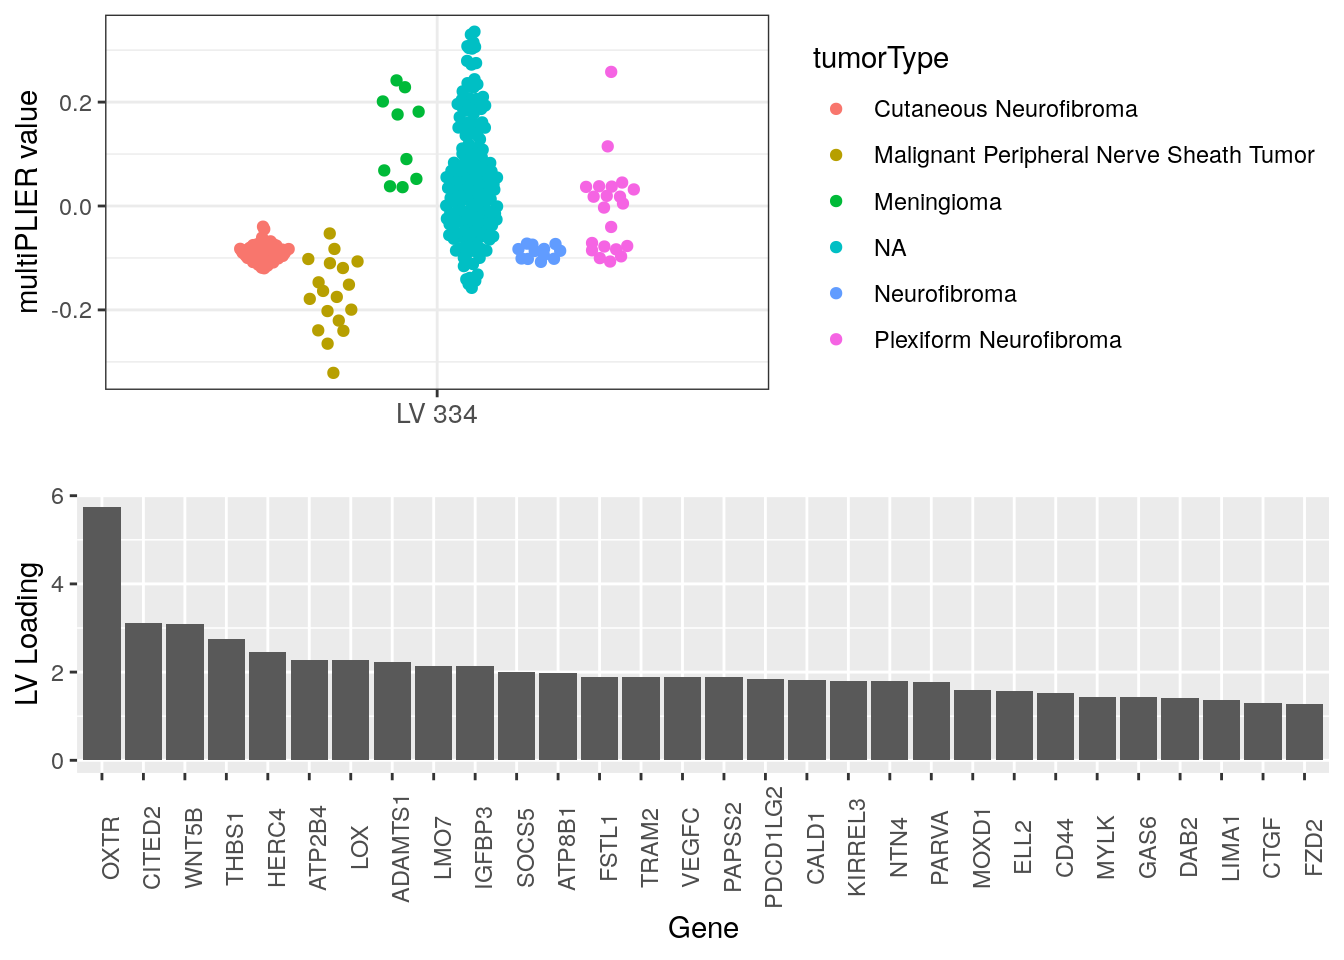 multiPLIER value
0.2
0.0
-0.2
LV 334
tumorType
Cutaneous Neurofibroma
Malignant Peripheral Nerve Sheath Tumor
Meningioma
NA
Neurofibroma
Plexiform Neurofibroma
LV Loading
6
4
2
0
OXTR
CITED2
WNT5B
THBS1
HERC4
ATP2B4
LOX
ADAMTS1
LMO7
IGFBP3
SOCS5
ATP8B1
FSTL1
TRAM2
VEGFC
PAPSS2
PDCD1LG2
CALD1
KIRREL3
NTN4
PARVA
MOXD1
ELL2
CD44
MYLK
GAS6
DAB2
LIMA1
CTGF
FZD2
Gene